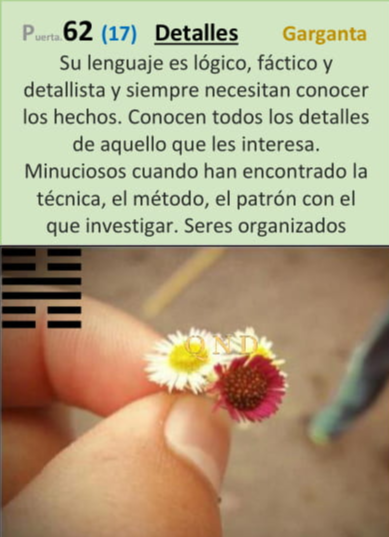 Puerta.62 (17) Detalles Garganta
Su lenguaje es lógico, fáctico y
detallista y siempre necesitan conocer
los hechos. Conocen todos los detalles
de aquello que les interesa.
Minuciosos cuando han encontrado la
técnica, el método, el patrón con el
que investigar. Seres organizados
QND